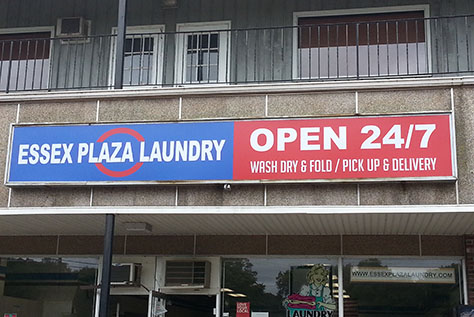 ESSEX PLAZA LAUNDRY
OPEN 24/7
WASH DRY & FOLD / PICK UP & DELIVERY
WWW.ESSEXPLAZALAUNDRY.COM
LAUNDRY